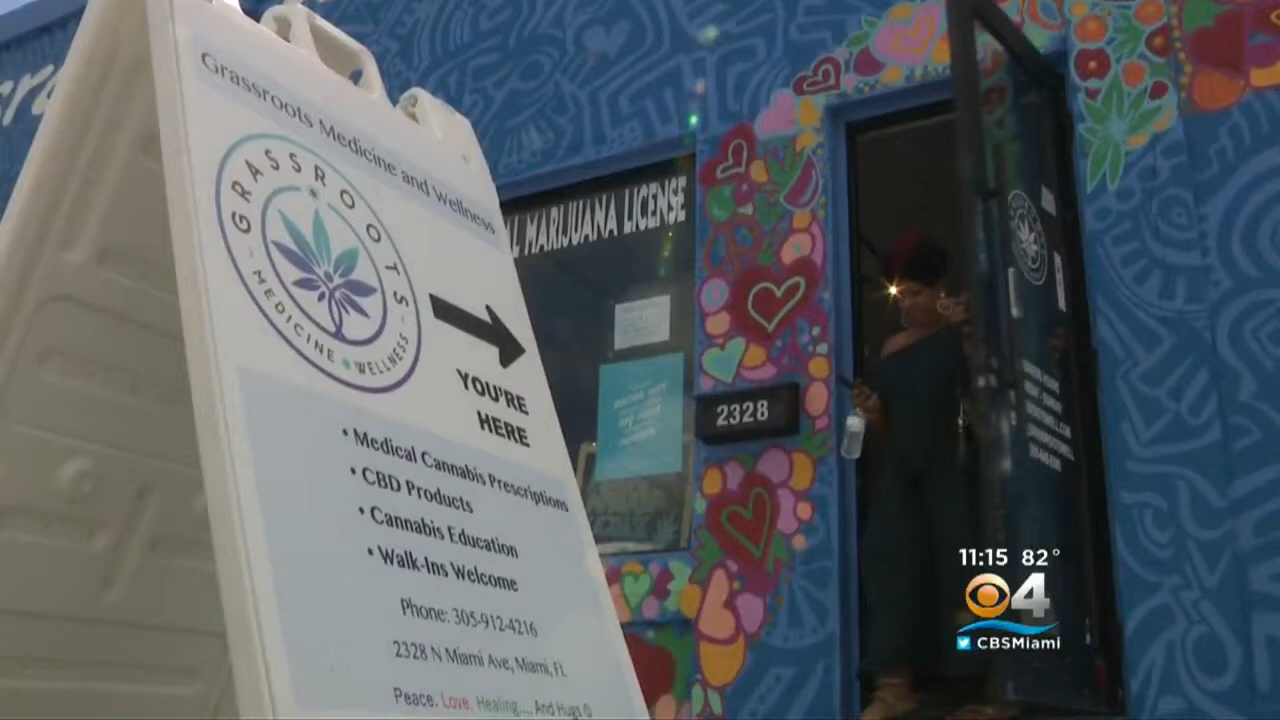 Grassroots Medicine and Wellness
GRASSROOTS
MEDICINE • WELLNESS
YOU'RE
HERE
• Medical Cannabis Prescriptions
• CBD Products
• Cannabis Education
• Walk-Ins Welcome
Phone: 305-912-4216
2328 N Miami Ave, Miami, FL
Peace. Love. Healing.... And Hugs ☺
L MARIJUANA LICENSE
2328
11:15 82°
4
CBSMiami